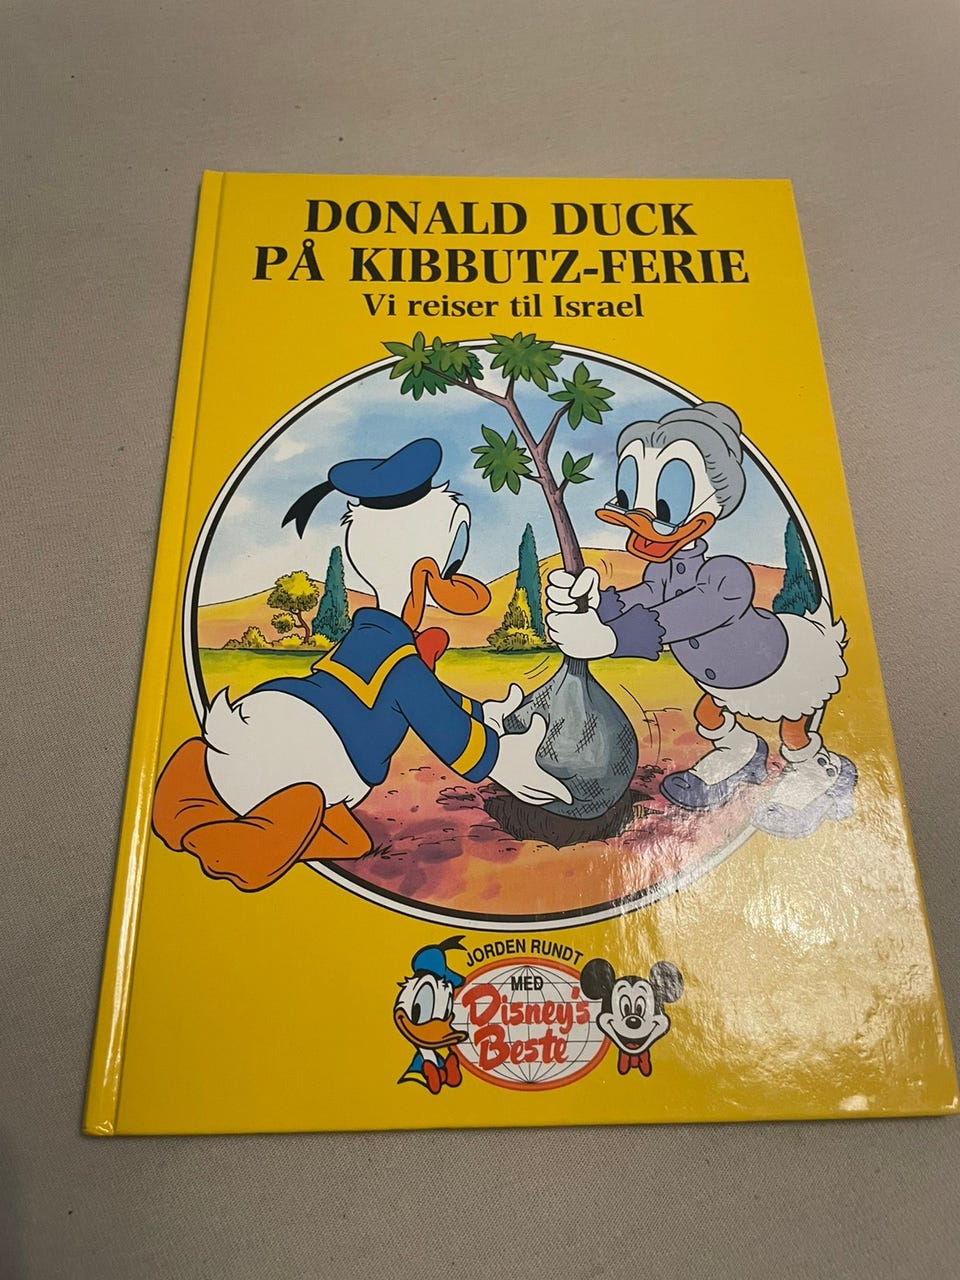 DONALD DUCK
PÅ KIBBUTZ-FERIE
Vi reiser til Israel
JORDEN RUNDT
MED
Disney's
Beste